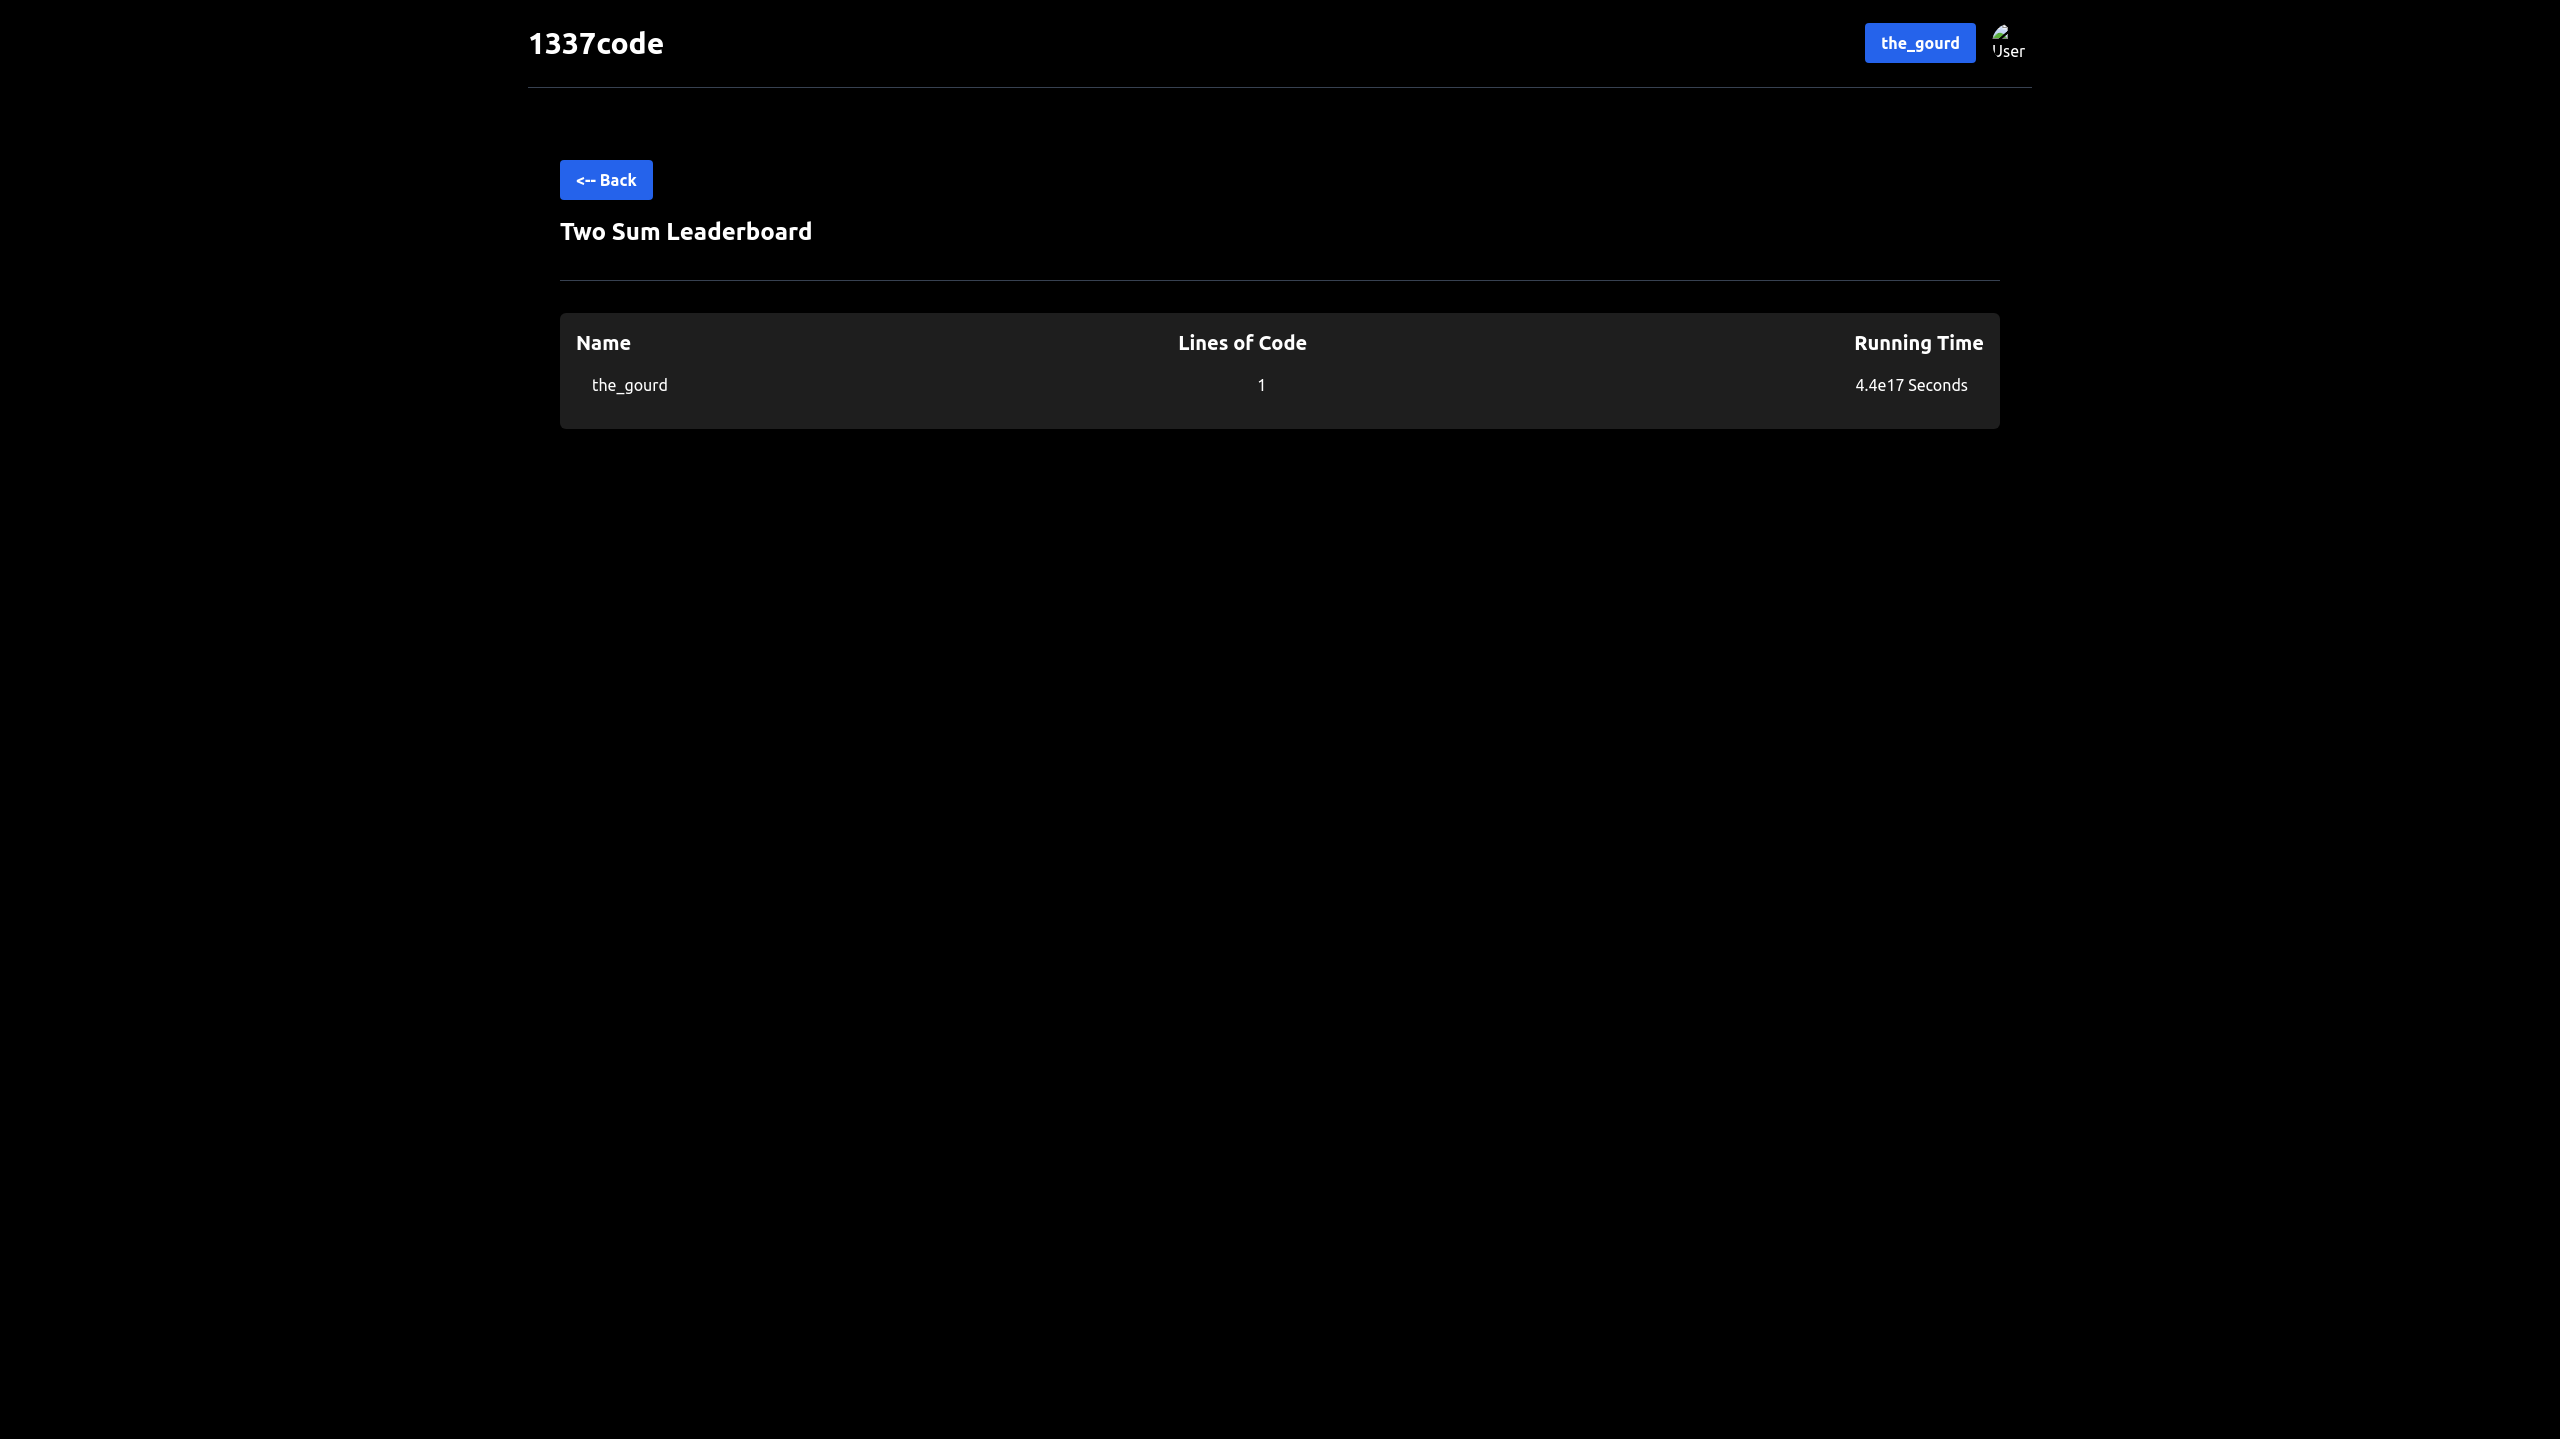 1337code
the_gourd
User
<-- Back
Two Sum Leaderboard
Name Lines of Code Running Time
the_gourd 1 4.4e17 Seconds